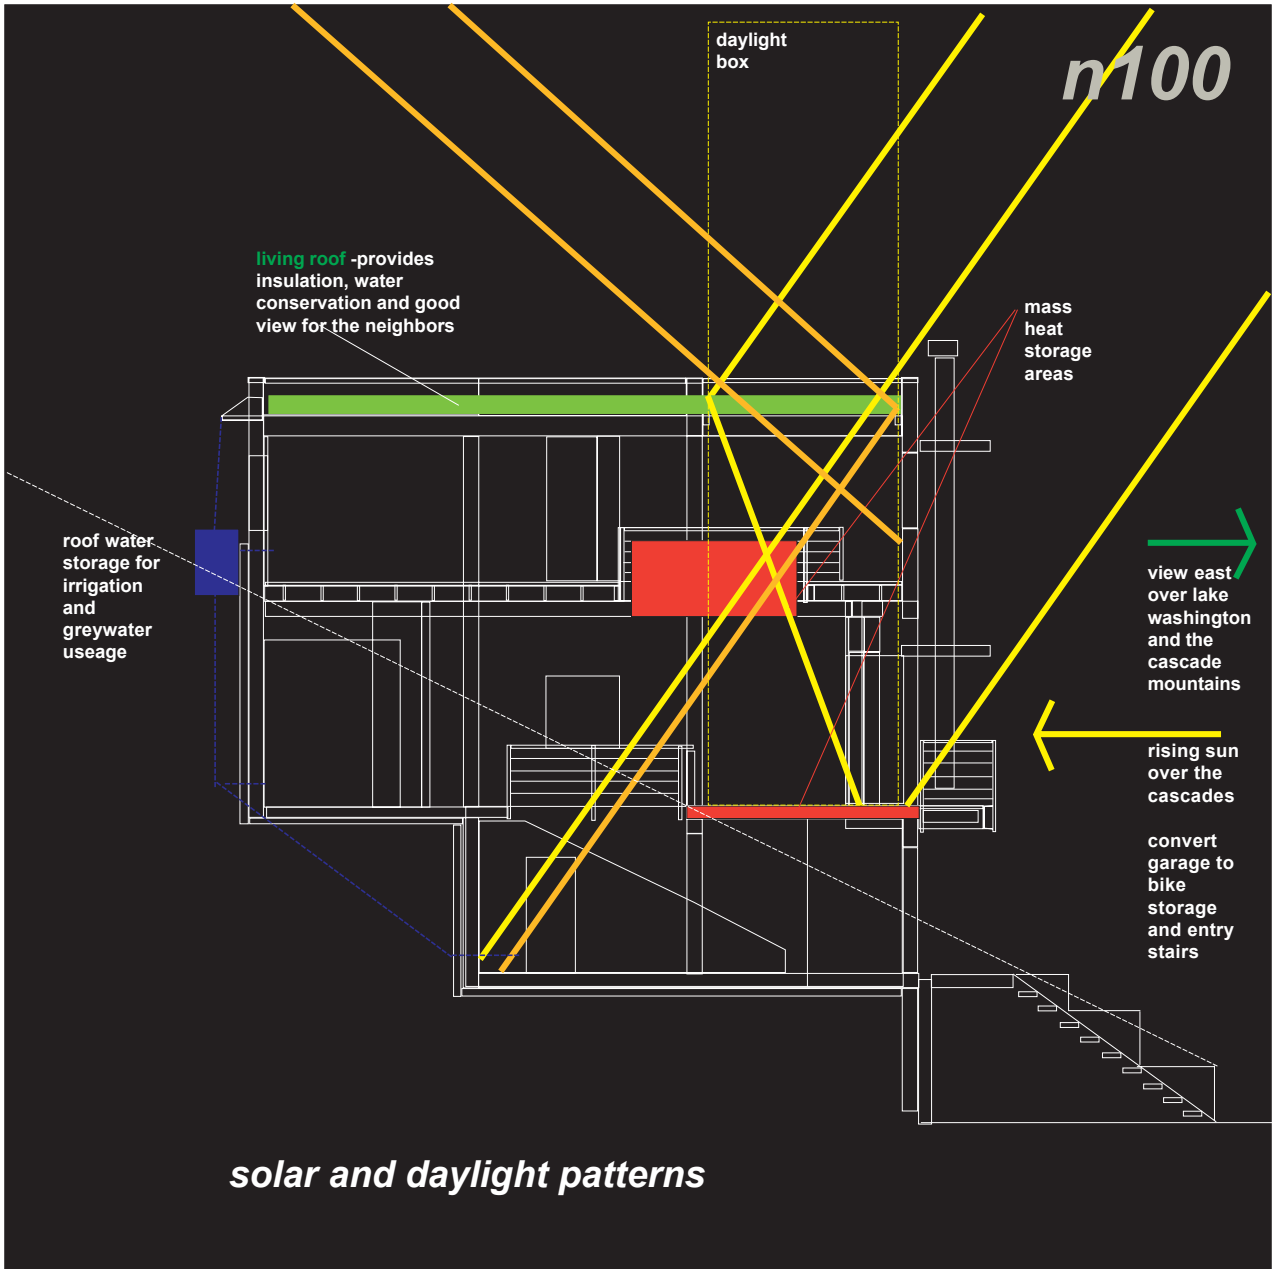 daylight
box
n100
living roof -provides
insulation, water
conservation and good
view for the neighbors
mass
heat
storage
areas
roof water
storage for
irrigation
and
greywater
useage
view east
over lake
washington
and the
cascade
mountains
rising sun
over the
cascades
convert
garage to
bike
storage
and entry
stairs
solar and daylight patterns